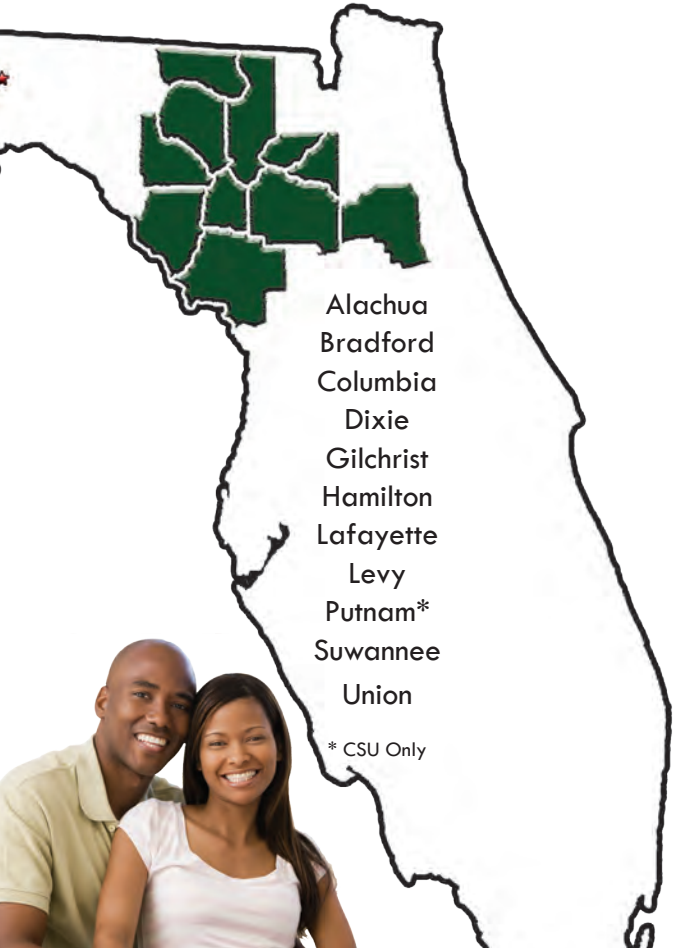 Alachua
Bradford
Columbia
Dixie
Gilchrist
Hamilton
Lafayette
Levy
Putnam*
Suwannee
Union
* CSU Only